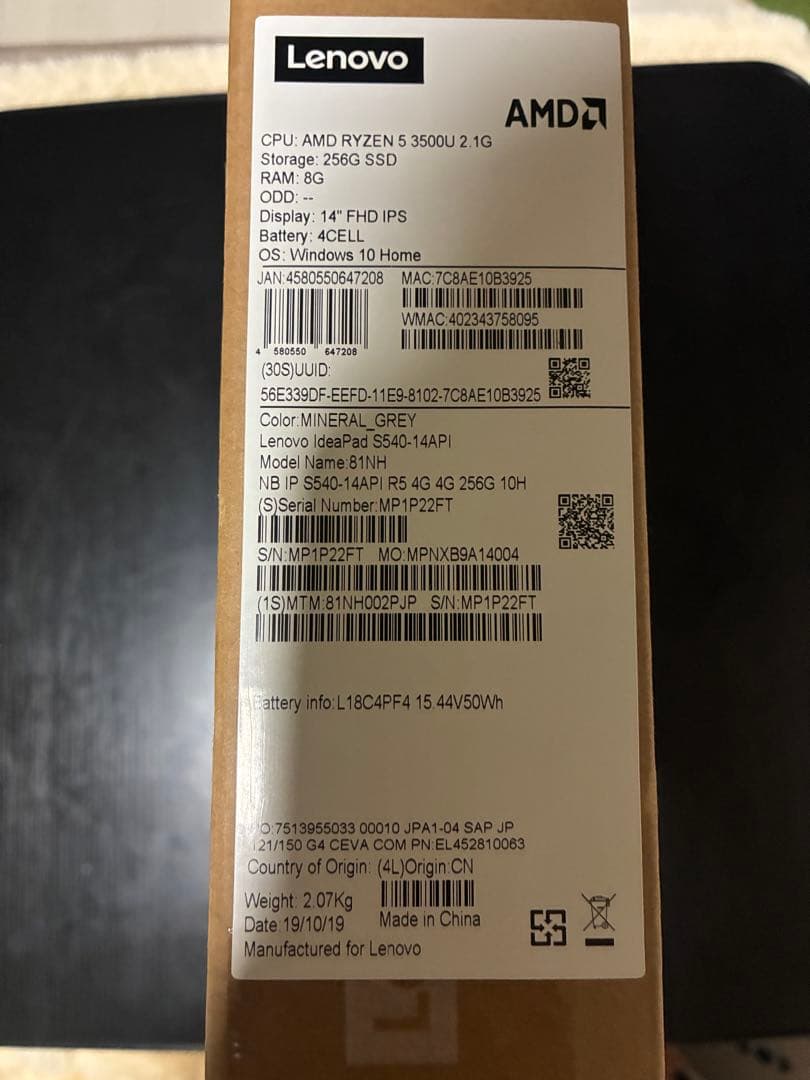 Lenovo
AMD
CPU: AMD RYZEN 5 3500U 2.1G
Storage: 256G SSD
RAM: 8G
ODD: --
Display: 14" FHD IPS
Battery: 4CELL
OS: Windows 10 Home
JAN:4580550647208 MAC:7C8AE10B3925
WMAC:402343758095
4 580550 647208
(30S)UUID:
56E339DF-EEFD-11E9-8102-7C8AE10B3925
Color:MINERAL_GREY
Lenovo IdeaPad S540-14API
Model Name:81NH
NB IP S540-14API R5 4G 4G 256G 10H
(S)Serial Number:MP1P22FT
S/N:MP1P22FT MO:MPNXB9A14004
(1S)MTM:81NH002PJP S/N:MP1P22FT
Battery info:L18C4PF4 15.44V50Wh
PO:7513955033 00010 JPA1-04 SAP JP
121/150 G4 CEVA COM PN:EL452810063
Country of Origin: (4L)Origin:CN
Weight: 2.07Kg
Date:19/10/19 Made in China
Manufactured for Lenovo